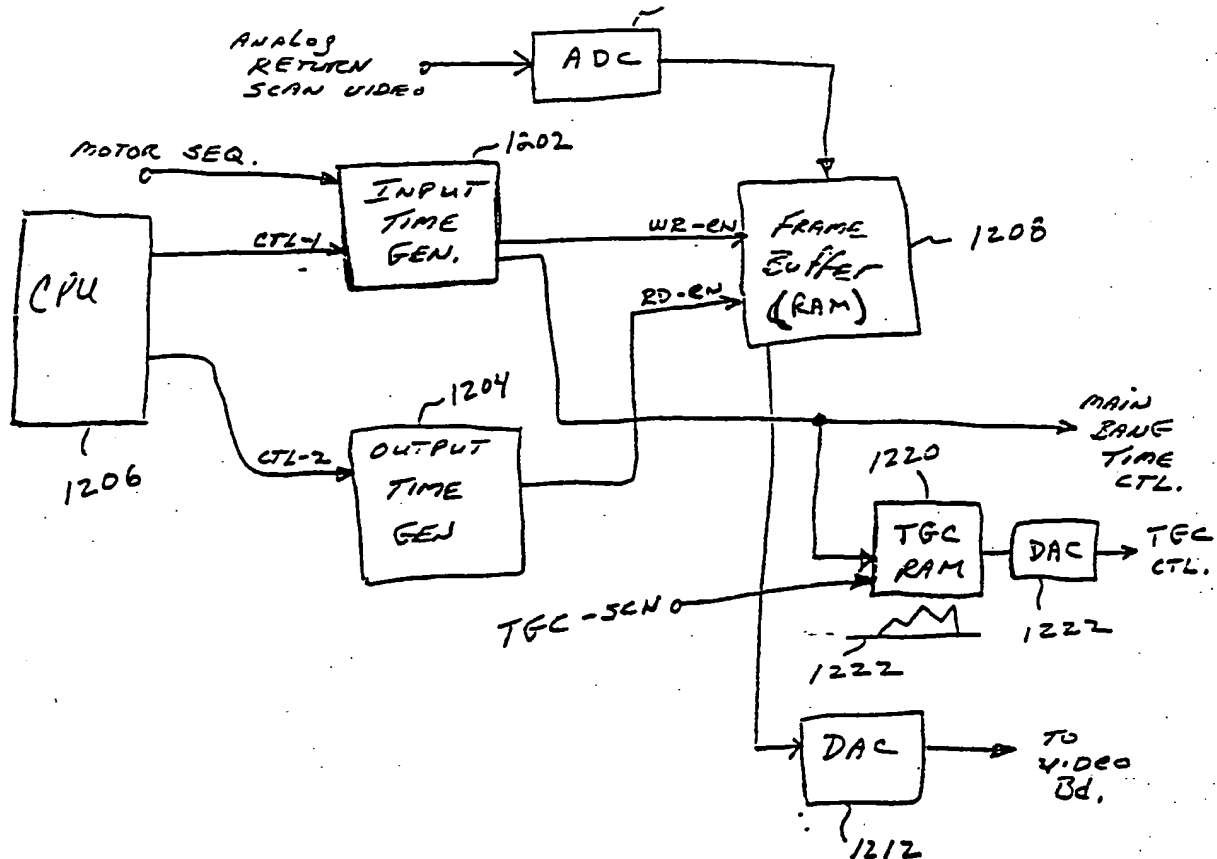 ANALOG
RETURN
SCAN VIDEO
ADC
MOTOR SEQ.
1202
INPUT
TIME
GEN.
CTL-1
WR-EN
FRAME
Buffer
(RAM)
1208
CPU
RD-EN
1206
CTL-2
1204
OUTPUT
TIME
GEN
MAIN
BANE
TIME
CTL.
1220
TGC
RAM
DAC
TGC
CTL.
TGC-SCN
1222
1222
DAC
TO
VIDEO
Bd.
1212